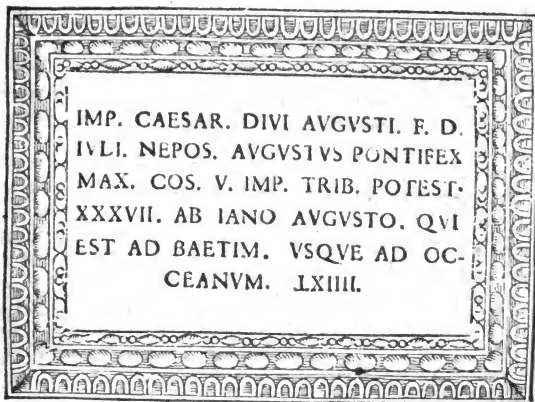 IMP. CAESAR. DIVI AVGVSTI. F. D.
IVLI. NEPOS. AVGVSTVS PONTIFEX
MAX. COS. V. IMP. TRIB. POTEST.
XXXVII. AB IANO AVGVSTO. QVI
EST AD BAETIM. VSQVE AD OC-
CEANVM. LXIIII.